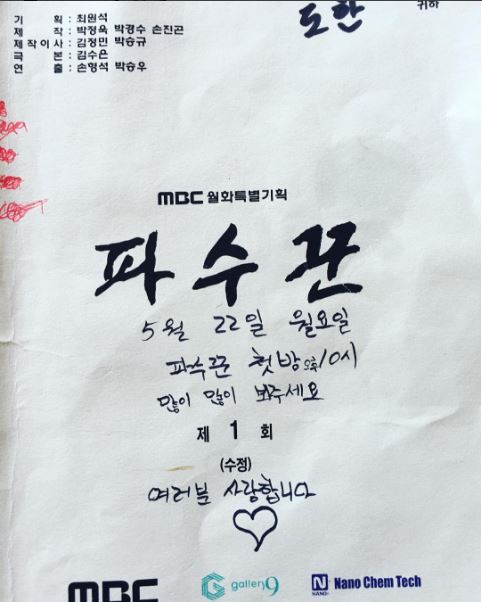 기 획 : 최원석
제 작 : 박정욱 박경수 손진곤
제작이사 : 김정민 박승규
극 본 : 김수은
연 출 : 손형석 박승우
도한 귀하
MBC 월화특별기획
파수꾼
5월 22일 월요일
파수꾼 첫방 오후10시
많이 많이 봐주세요
제 1 회
(수정)
여러분 사랑합니다
MBC gallery9 N NANO Nano Chem Tech